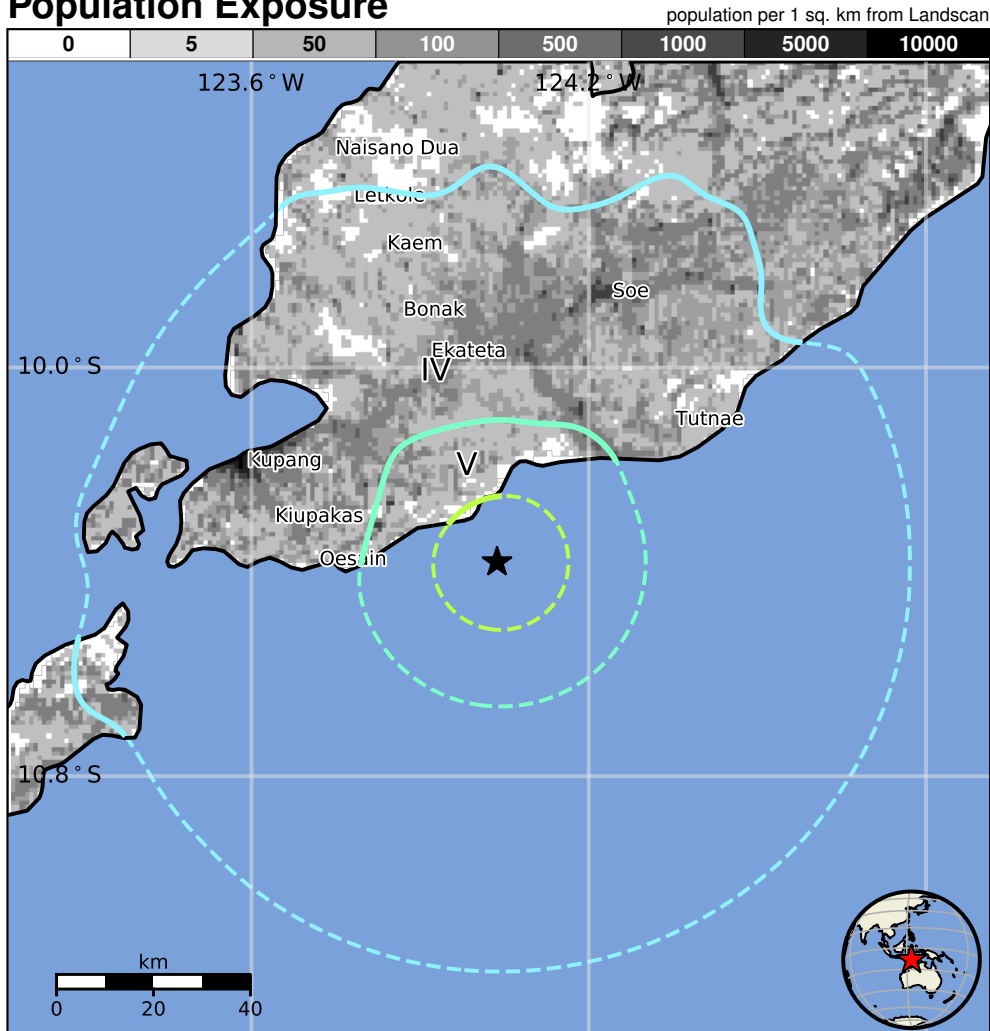 Population Exposure
population per 1 sq. km from Landscan
0 5 50 100 500 1000 5000 10000
123.6°W 124.2°W
Naisano Dua
Letkole
Kaem
Soe
Bonak
Ekateta
10.0°S
IV
Tutnae
Kupang
V
Kiupakas
Oesain
10.8°S
km
0 20 40